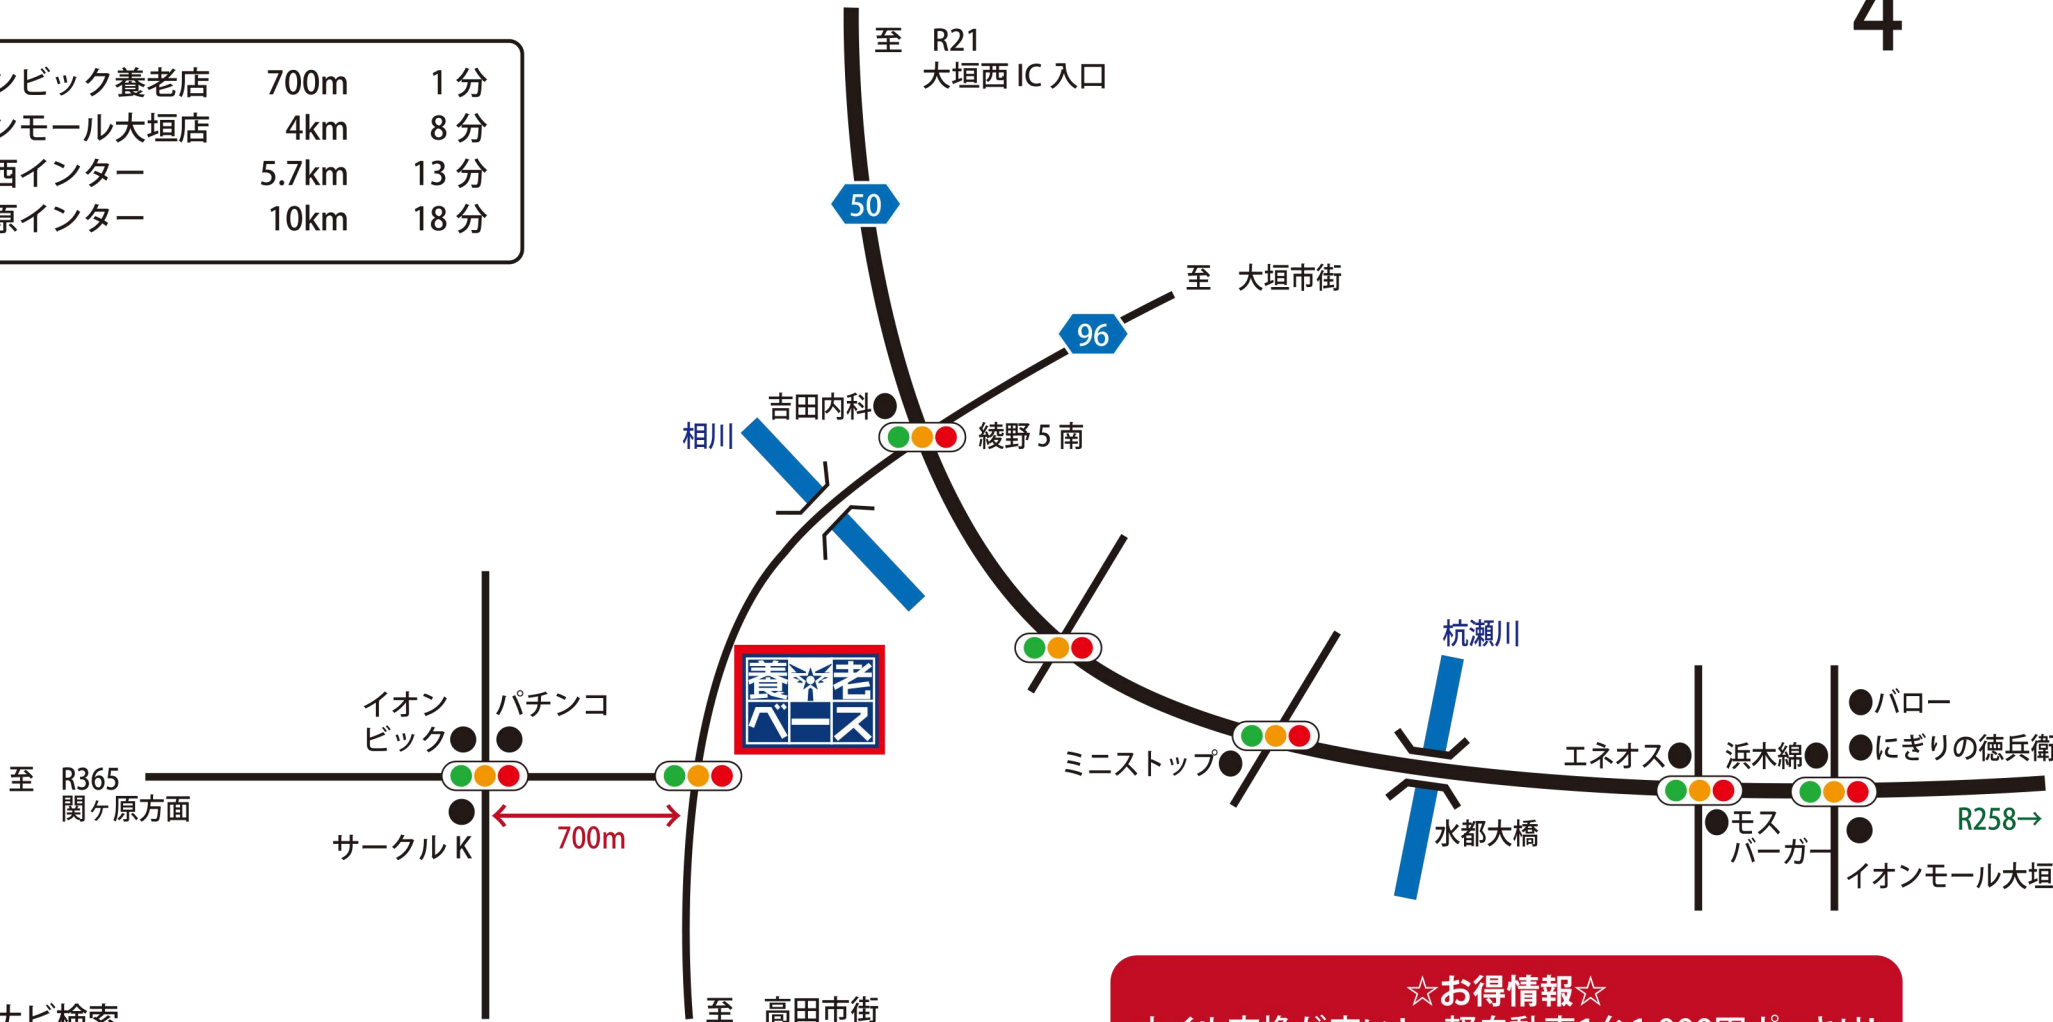 4
ンビック養老店 700m 1 分
ンモール大垣店 4km 8 分
西インター 5.7km 13 分
原インター 10km 18 分
至 R21
大垣西 IC 入口
50
至 大垣市街
96
吉田内科
相川
綾野 5 南
杭瀬川
養老
ベース
イオン
ビック
パチンコ
至 R365
関ヶ原方面
サークル K
700m
ミニストップ
水都大橋
エネオス
浜木綿
バロー
にぎりの徳兵衛
モス
バーガー
R258→
イオンモール大垣
至 高田市街
ナビ検索
☆お得情報☆